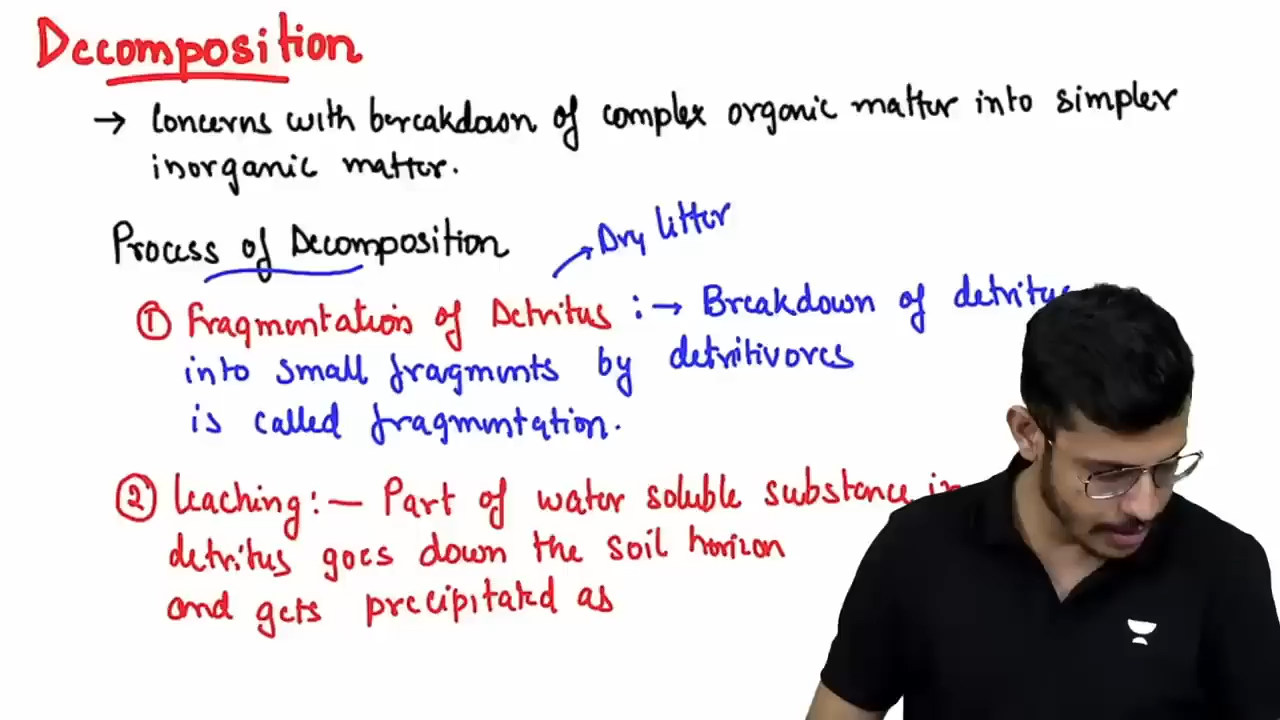 Decomposition
→ Concerns with bercakdown of complex organic matter into simpler
inorganic matter.
Process of Decomposition
Dry litter
① Fragmentation of Detritus :→ Breakdown of detritus
into small fragments by detritivores
is called fragmentation.
② Leaching :— Part of water soluble substance in
detritus goes down the soil horizon
and gets precipitated as